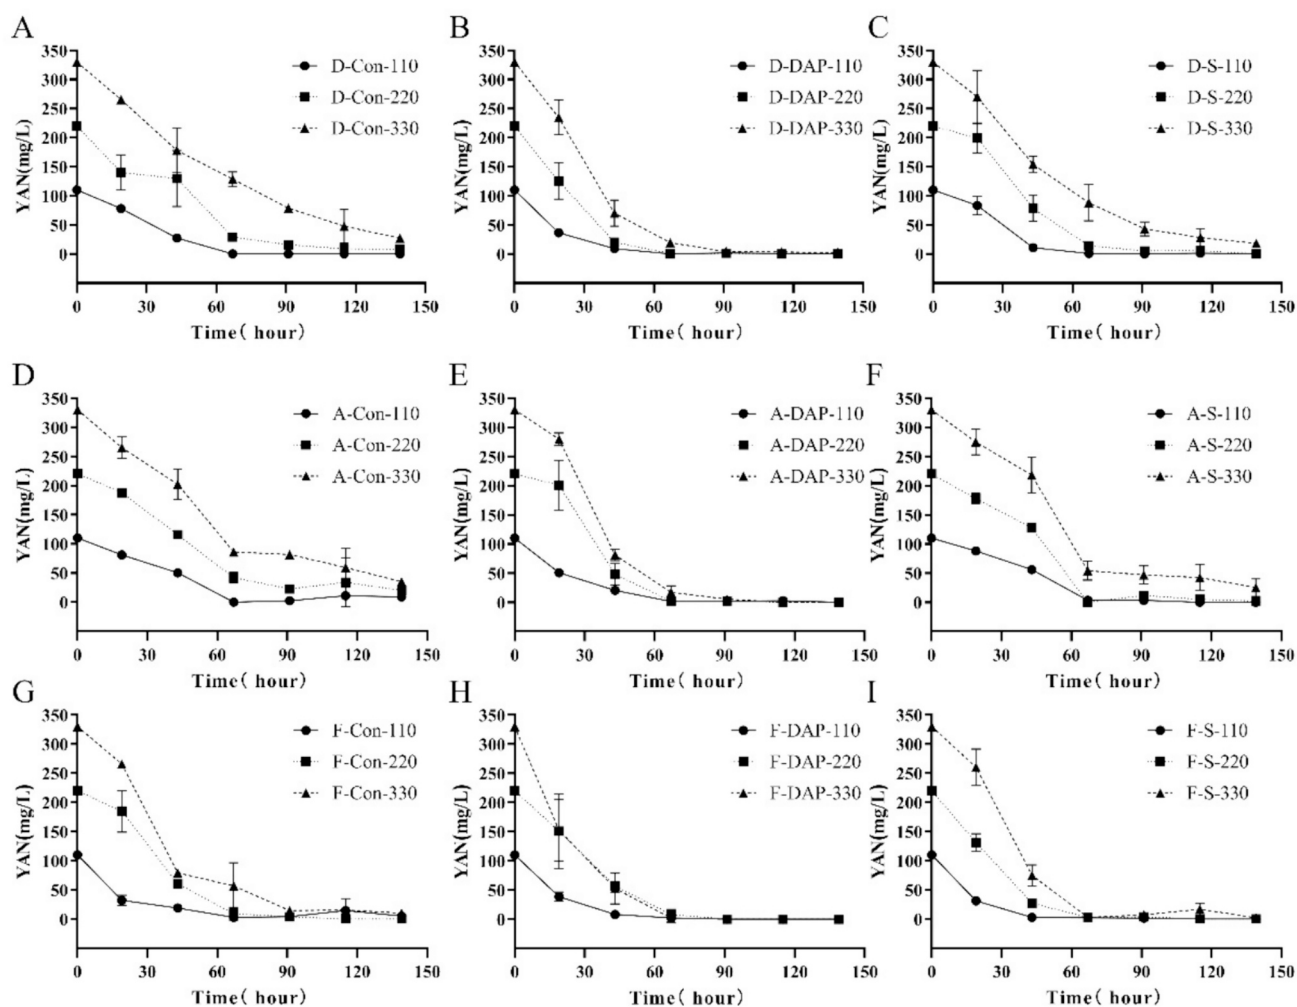 A
350
300
250
200
150
100
50
0
YAN(mg/L)
D-Con-110
D-Con-220
D-Con-330
0 30 60 90 120 150
Time( hour)
B
350
300
250
200
150
100
50
0
YAN(mg/L)
D-DAP-110
D-DAP-220
D-DAP-330
0 30 60 90 120 150
Time( hour)
C
350
300
250
200
150
100
50
0
YAN(mg/L)
D-S-110
D-S-220
D-S-330
0 30 60 90 120 150
Time( hour)
D
350
300
250
200
150
100
50
0
YAN(mg/L)
A-Con-110
A-Con-220
A-Con-330
0 30 60 90 120 150
Time( hour)
E
350
300
250
200
150
100
50
0
YAN(mg/L)
A-DAP-110
A-DAP-220
A-DAP-330
0 30 60 90 120 150
Time( hour)
F
350
300
250
200
150
100
50
0
YAN(mg/L)
A-S-110
A-S-220
A-S-330
0 30 60 90 120 150
Time( hour)
G
350
300
250
200
150
100
50
0
YAN(mg/L)
F-Con-110
F-Con-220
F-Con-330
0 30 60 90 120 150
Time( hour)
H
350
300
250
200
150
100
50
0
YAN(mg/L)
F-DAP-110
F-DAP-220
F-DAP-330
0 30 60 90 120 150
Time( hour)
I
350
300
250
200
150
100
50
0
YAN(mg/L)
F-S-110
F-S-220
F-S-330
0 30 60 90 120 150
Time( hour)